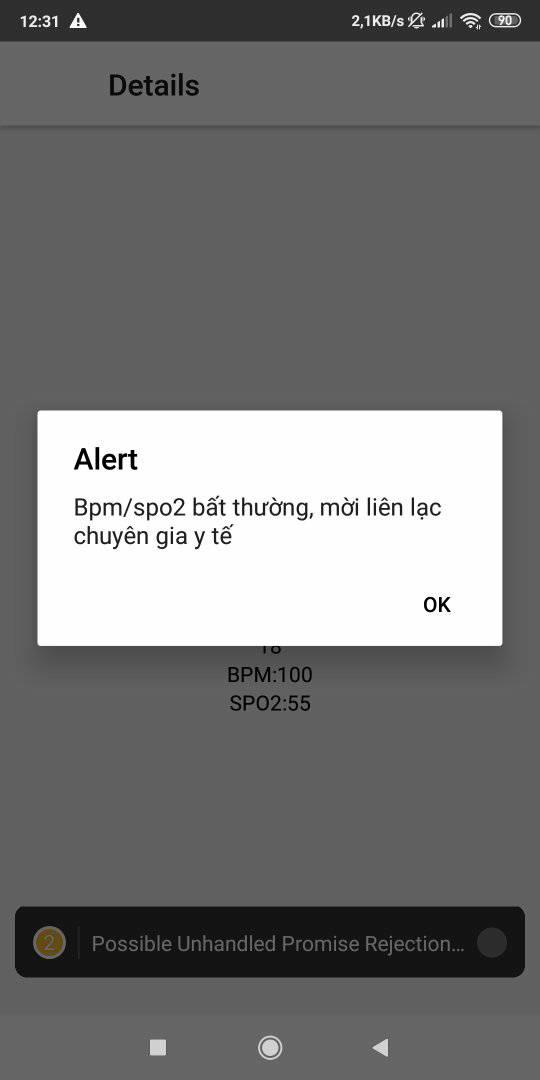 12:31 2,1KB/s 90
Details
Alert
Bpm/spo2 bất thường, mời liên lạc
chuyên gia y tế
OK
18
BPM:100
SPO2:55
2 Possible Unhandled Promise Rejection...